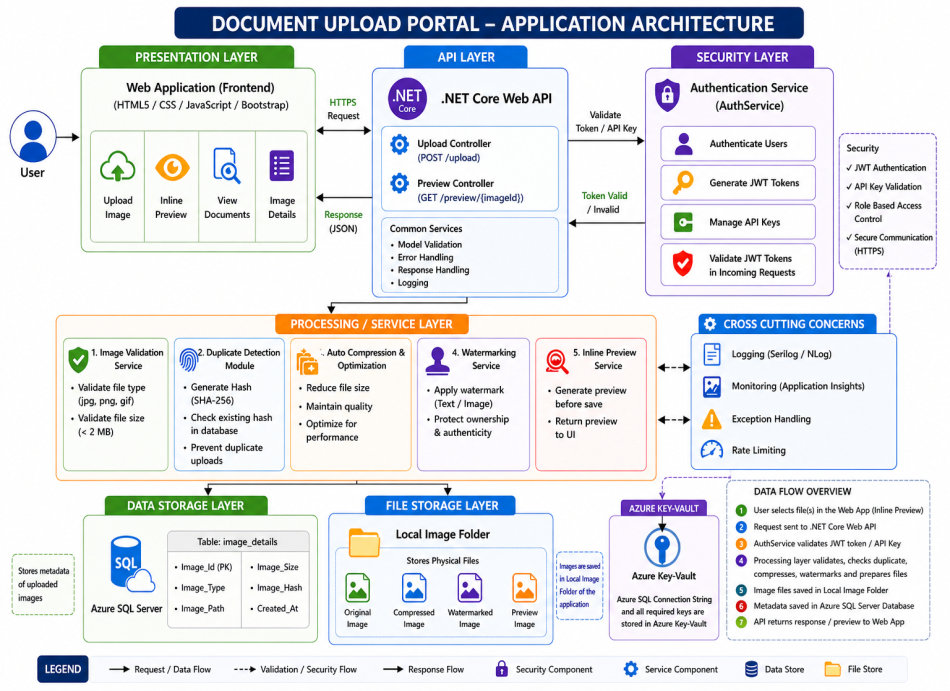 DOCUMENT UPLOAD PORTAL – APPLICATION ARCHITECTURE
PRESENTATION LAYER
Web Application (Frontend)
(HTML5 / CSS / JavaScript / Bootstrap)
User
Upload
Image
Inline
Preview
View
Documents
Image
Details
HTTPS
Request
Response
(JSON)
API LAYER
.NET
Core
.NET Core Web API
Upload Controller
(POST /upload)
Preview Controller
(GET /preview/{imageId})
Common Services
• Model Validation
• Error Handling
• Response Handling
• Logging
Validate
Token / API Key
Token Valid
/ Invalid
SECURITY LAYER
Authentication Service
(AuthService)
Authenticate Users
Generate JWT Tokens
Manage API Keys
Validate JWT Tokens
in Incoming Requests
Security
✓ JWT Authentication
✓ API Key Validation
✓ Role Based Access
Control
✓ Secure Communication
(HTTPS)
PROCESSING / SERVICE LAYER
1. Image Validation
Service
• Validate file type
(jpg, png, gif)
• Validate file size
(< 2 MB)
2. Duplicate Detection
Module
• Generate Hash
(SHA-256)
• Check existing hash
in database
• Prevent duplicate
uploads
. Auto Compression &
Optimization
• Reduce file size
• Maintain quality
• Optimize for
performance
4. Watermarking
Service
• Apply watermark
(Text / Image)
• Protect ownership
& authenticity
5. Inline Preview
Service
• Generate preview
before save
• Return preview
to UI
CROSS CUTTING CONCERNS
Logging (Serilog / NLog)
Monitoring (Application Insights)
Exception Handling
Rate Limiting
DATA STORAGE LAYER
Stores metadata
of uploaded
images
SQL
Azure SQL Server
Table: image_details
• Image_Id (PK)
• Image_Type
• Image_Path
• Image_Size
• Image_Hash
• Created_At
FILE STORAGE LAYER
Local Image Folder
Stores Physical Files
Original
Image
Compressed
Image
Watermarked
Image
Preview
Image
Images are saved
in Local Image
Folder of the
application
AZURE KEY-VAULT
Azure Key-Vault
Azure SQL Connection String
and all required keys are
stored in Azure Key-Vault
DATA FLOW OVERVIEW
1 User selects file(s) in the Web App (Inline Preview)
2 Request sent to .NET Core Web API
3 AuthService validates JWT token / API Key
4 Processing layer validates, checks duplicate,
compresses, watermarks and prepares files
5 Image files saved in Local Image Folder
6 Metadata saved in Azure SQL Server Database
7 API returns response / preview to Web App
LEGEND
Request / Data Flow
Validation / Security Flow
Response Flow
Security Component
Service Component
Data Store
File Store